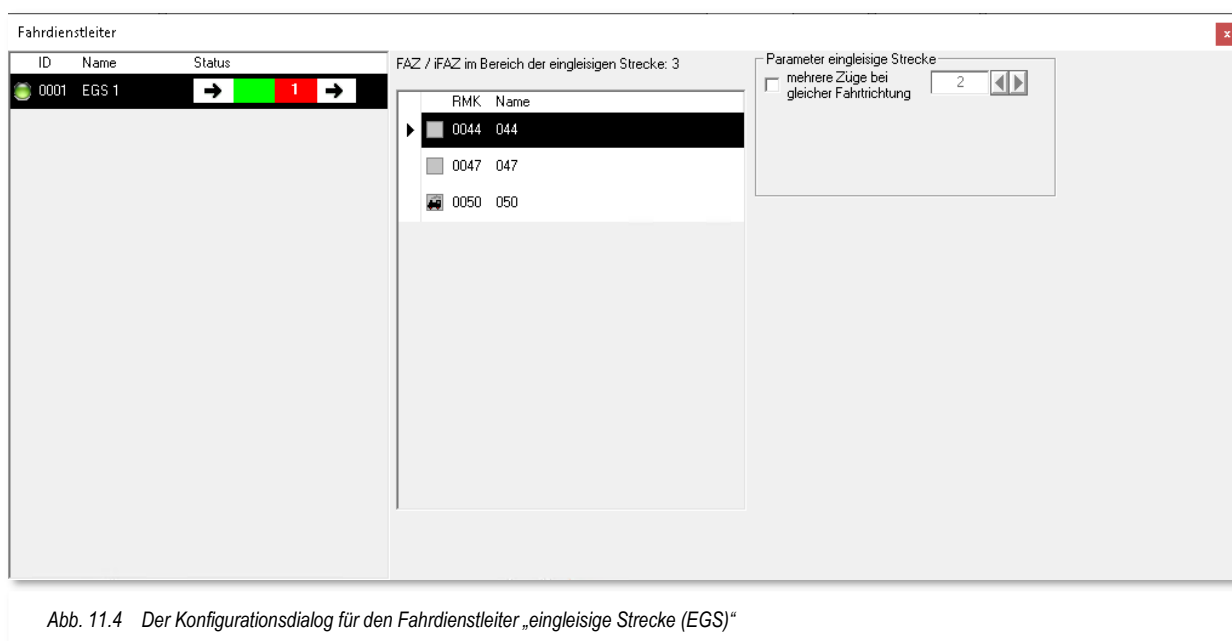 Fahrdienstleiter
x
ID Name Status
0001 EGS 1 1
FAZ / iFAZ im Bereich der eingleisigen Strecke: 3
RMK Name
0044 044
0047 047
0050 050
Parameter eingleisige Strecke
mehrere Züge bei
gleicher Fahrtrichtung
2
Abb. 11.4 Der Konfigurationsdialog für den Fahrdienstleiter „eingleisige Strecke (EGS)“